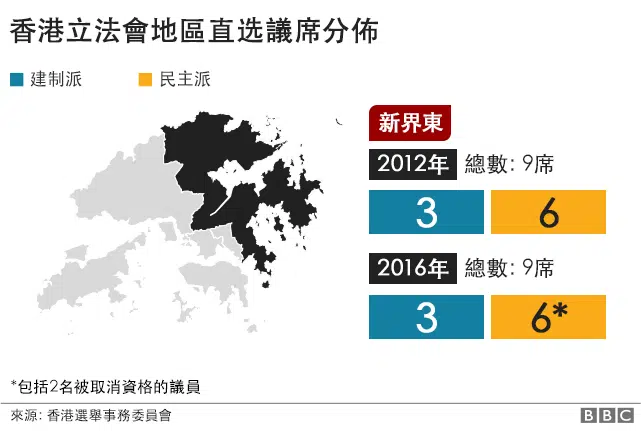 香港立法會地區直选議席分佈
建制派 民主派
新界東
2012年 總數: 9席
3 6
2016年 總數: 9席
3 6*
*包括2名被取消資格的議員
來源: 香港選舉事務委員會
BBC